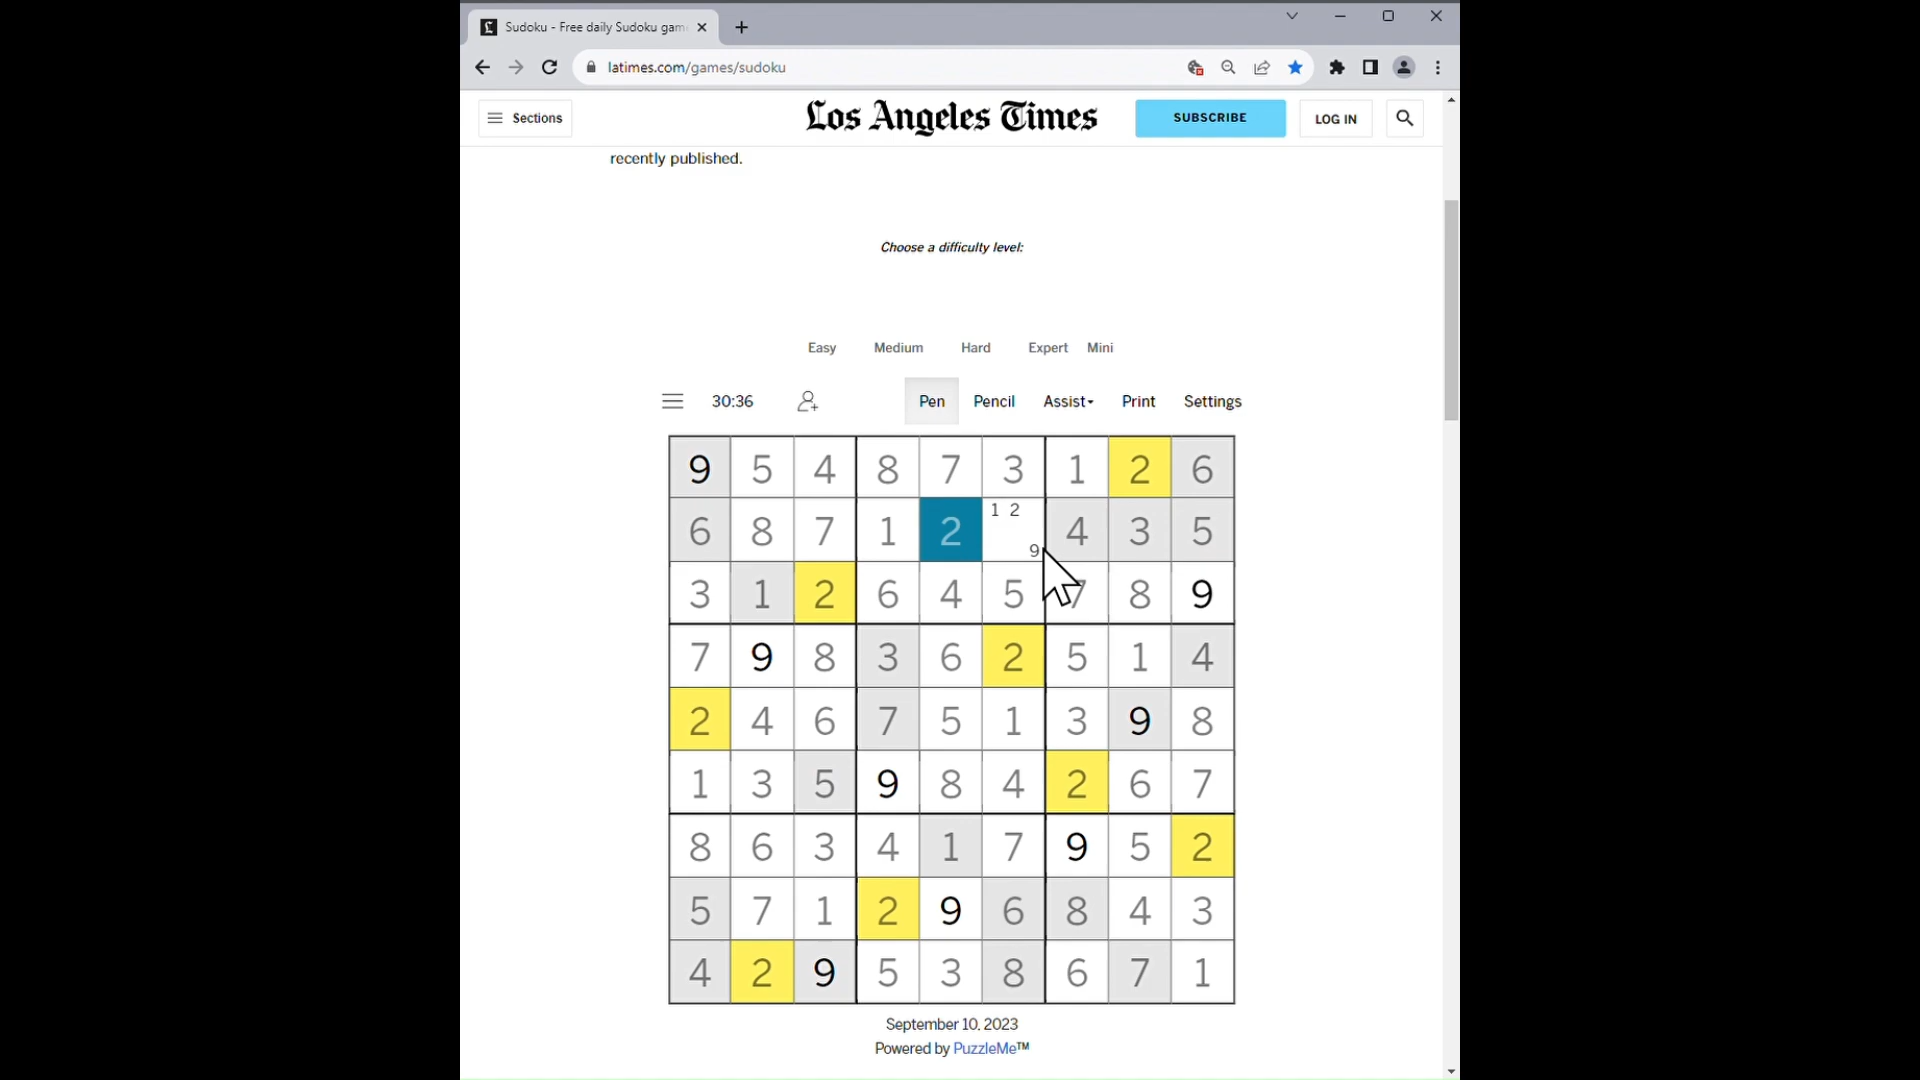 Sudoku - Free daily Sudoku gam
latimes.com/games/sudoku
Sections
Los Angeles Times
SUBSCRIBE
LOG IN
recently published.
Choose a difficulty level:
Easy Medium Hard Expert Mini
30:36 Pen Pencil Assist Print Settings
9 5 4 8 7 3 1 2 6
1 2
6 8 7 1 2 4 3 5
9
3 1 2 6 4 5 7 8 9
7 9 8 3 6 2 5 1 4
2 4 6 7 5 1 3 9 8
1 3 5 9 8 4 2 6 7
8 6 3 4 1 7 9 5 2
5 7 1 2 9 6 8 4 3
4 2 9 5 3 8 6 7 1
September 10, 2023
Powered by PuzzleMe™